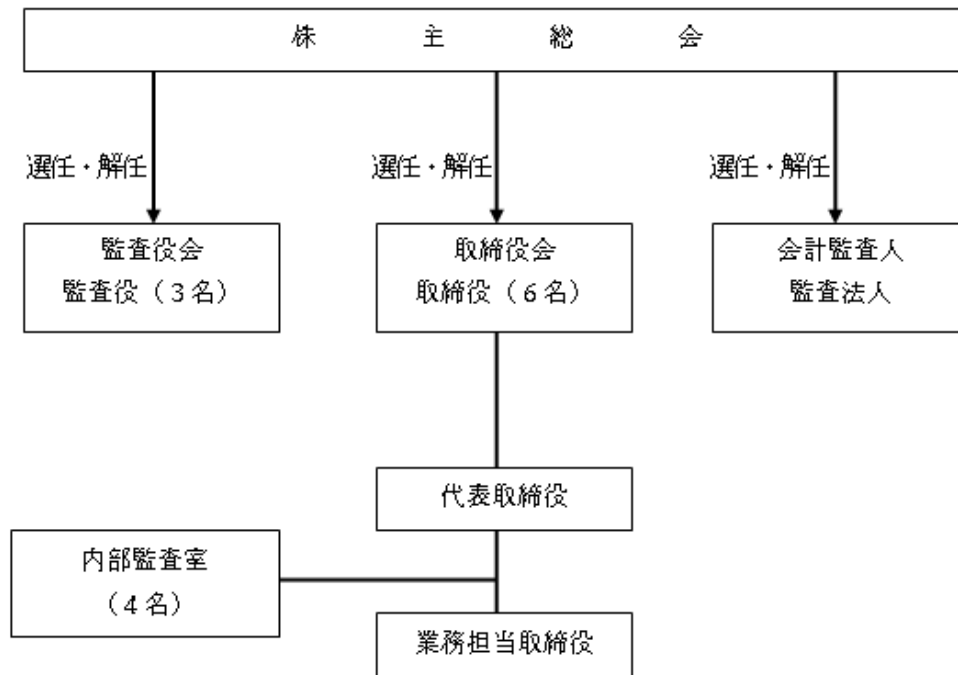 株主総会
選任・解任
選任・解任
選任・解任
監査役会
監査役（3名）
取締役会
取締役（6名）
会計監査人
監査法人
代表取締役
内部監査室
（4名）
業務担当取締役